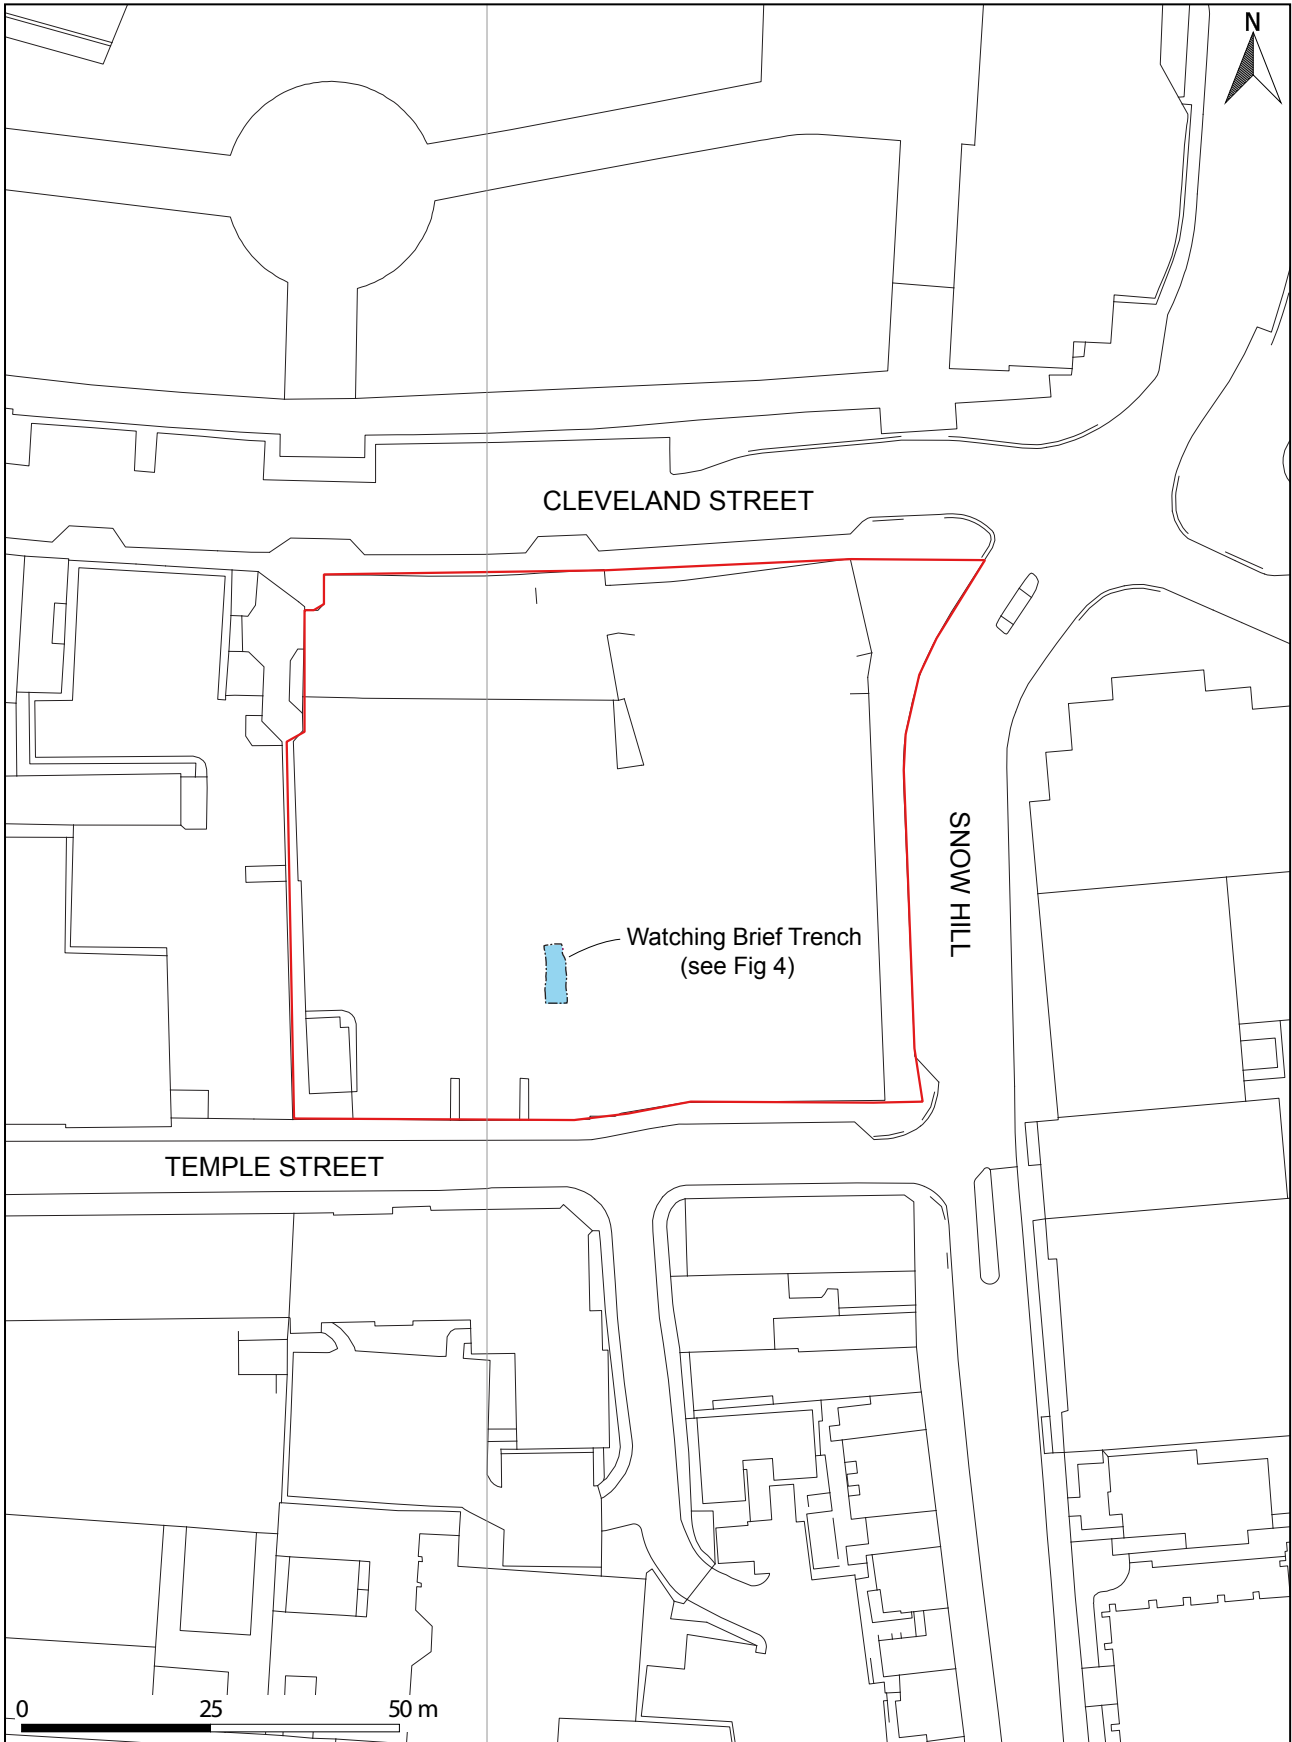 N
CLEVELAND STREET
SNOW HILL
Watching Brief Trench
(see Fig 4)
TEMPLE STREET
0 25 50 m